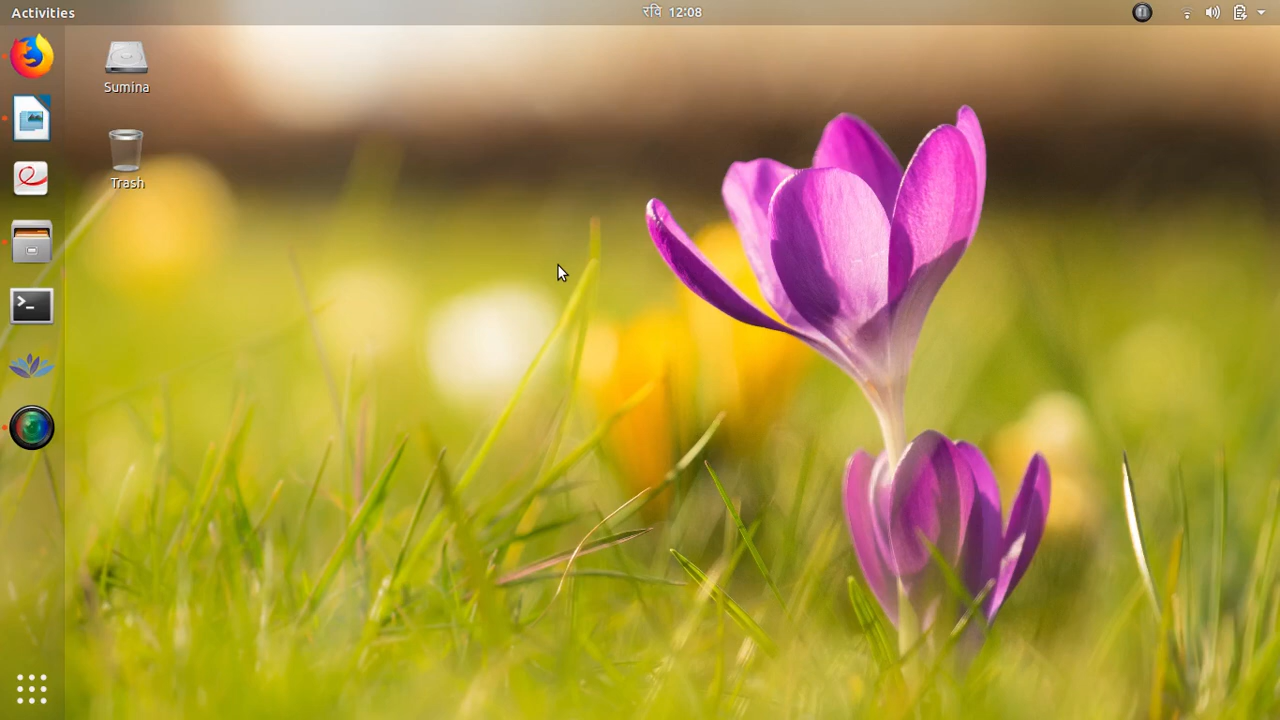 Activities
रवि 12:08
Sumina
Trash